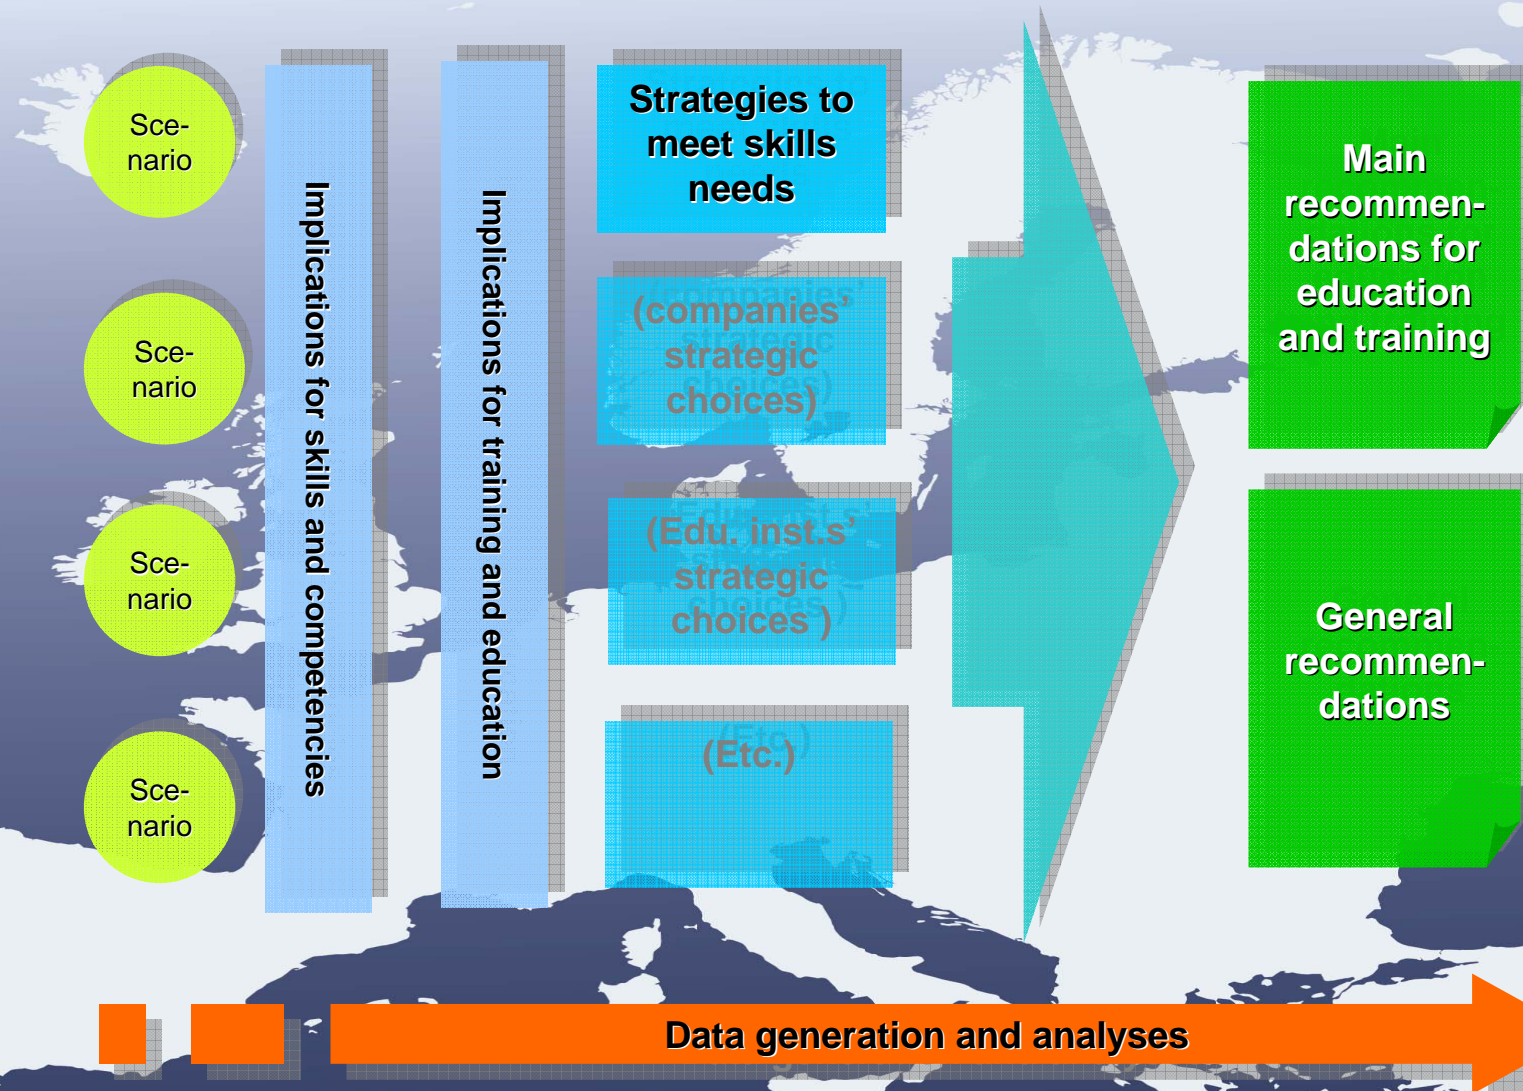 Sce-
nario
Sce-
nario
Sce-
nario
Sce-
nario
Implications for skills and competencies
Implications for training and education
Strategies to
meet skills
needs
(companies'
strategic
choices)
(Edu. inst.s'
strategic
choices )
(Etc.)
Main
recommen-
dations for
education
and training
General
recommen-
dations
Data generation and analyses